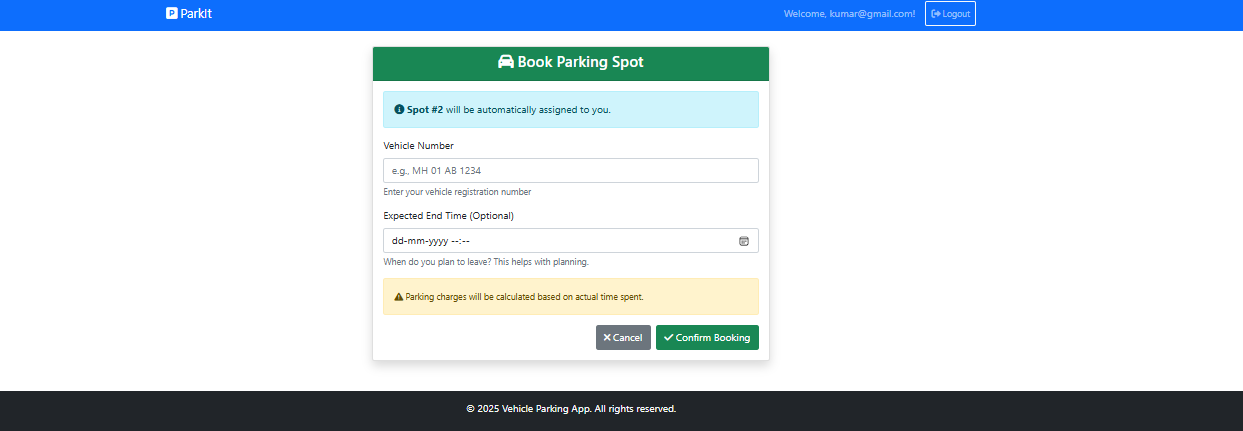 P ParkIt
Welcome, kumar@gmail.com!
Logout
Book Parking Spot
Spot #2 will be automatically assigned to you.
Vehicle Number
e.g., MH 01 AB 1234
Enter your vehicle registration number
Expected End Time (Optional)
dd-mm-yyyy --:--
When do you plan to leave? This helps with planning.
Parking charges will be calculated based on actual time spent.
Cancel
Confirm Booking
© 2025 Vehicle Parking App. All rights reserved.